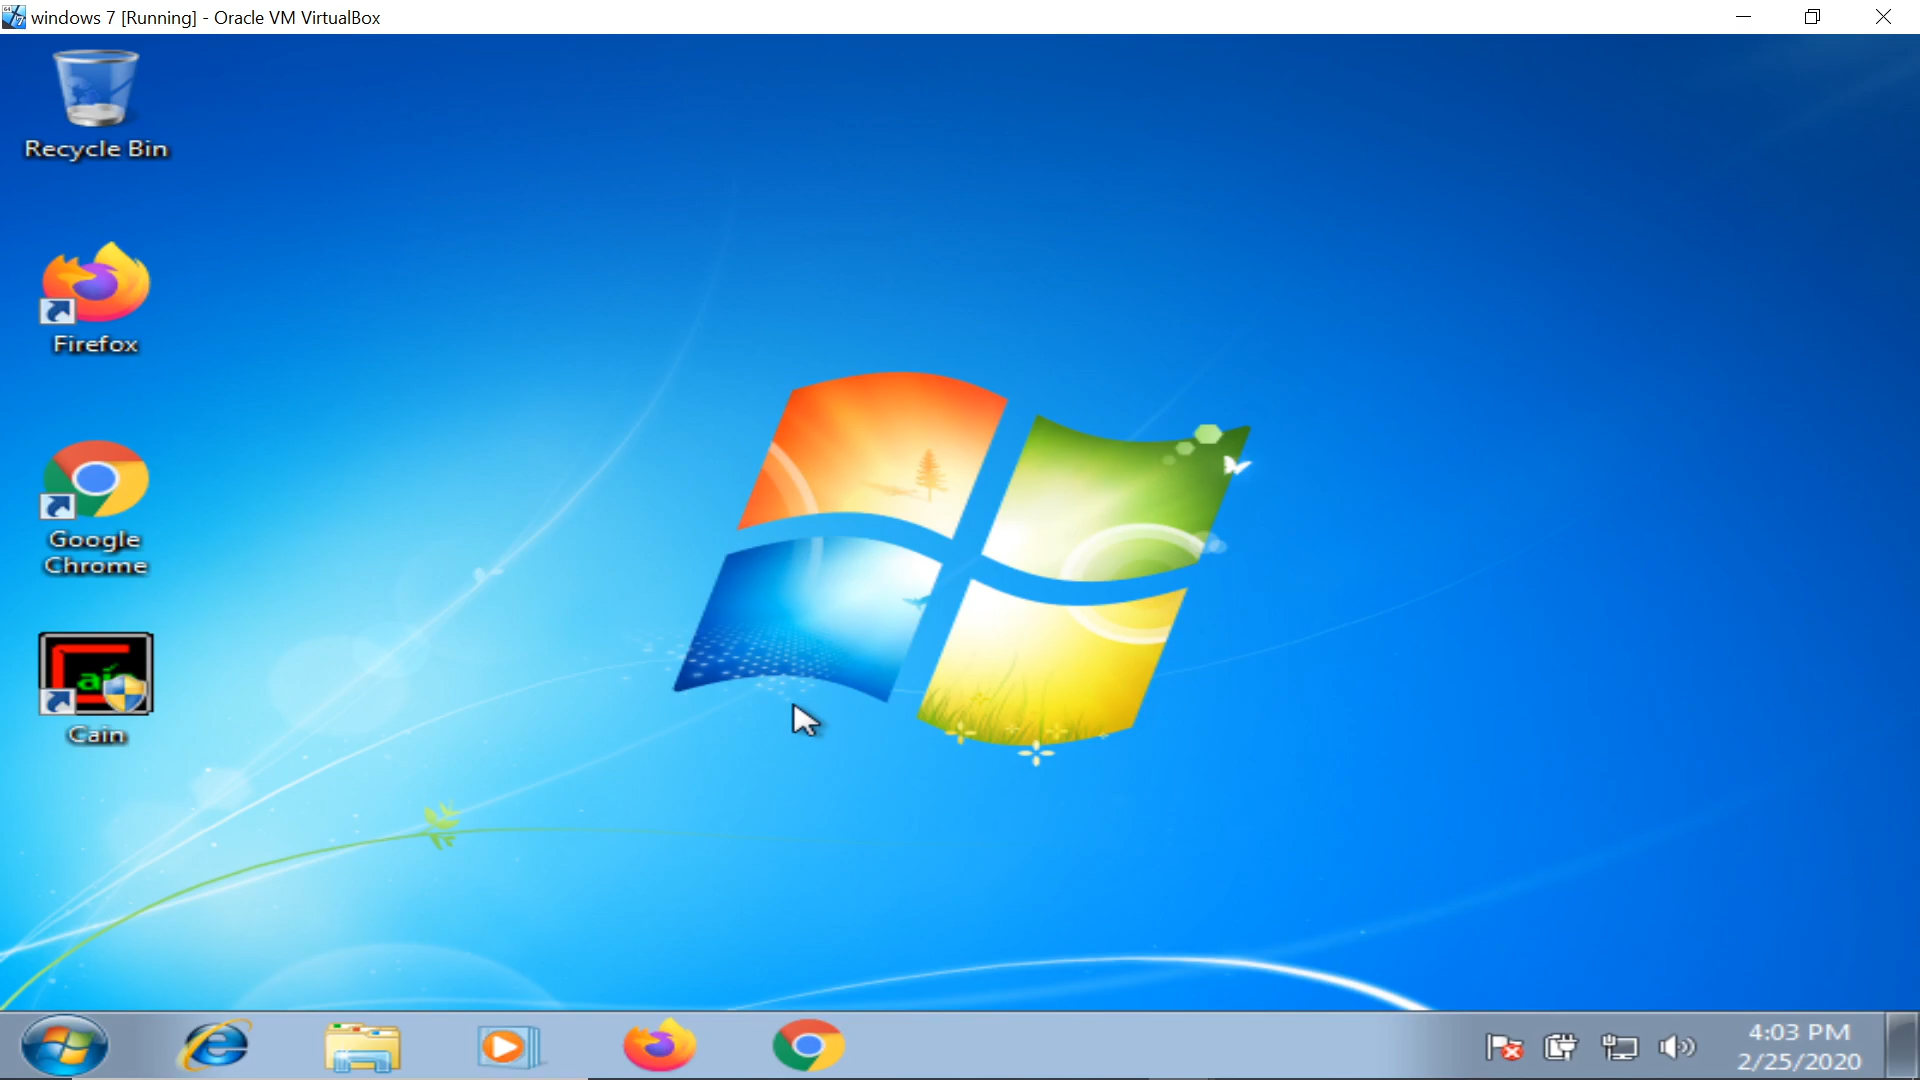 windows 7 [Running] - Oracle VM VirtualBox
Recycle Bin
Firefox
Google
Chrome
Cain
4:03 PM
2/25/2020